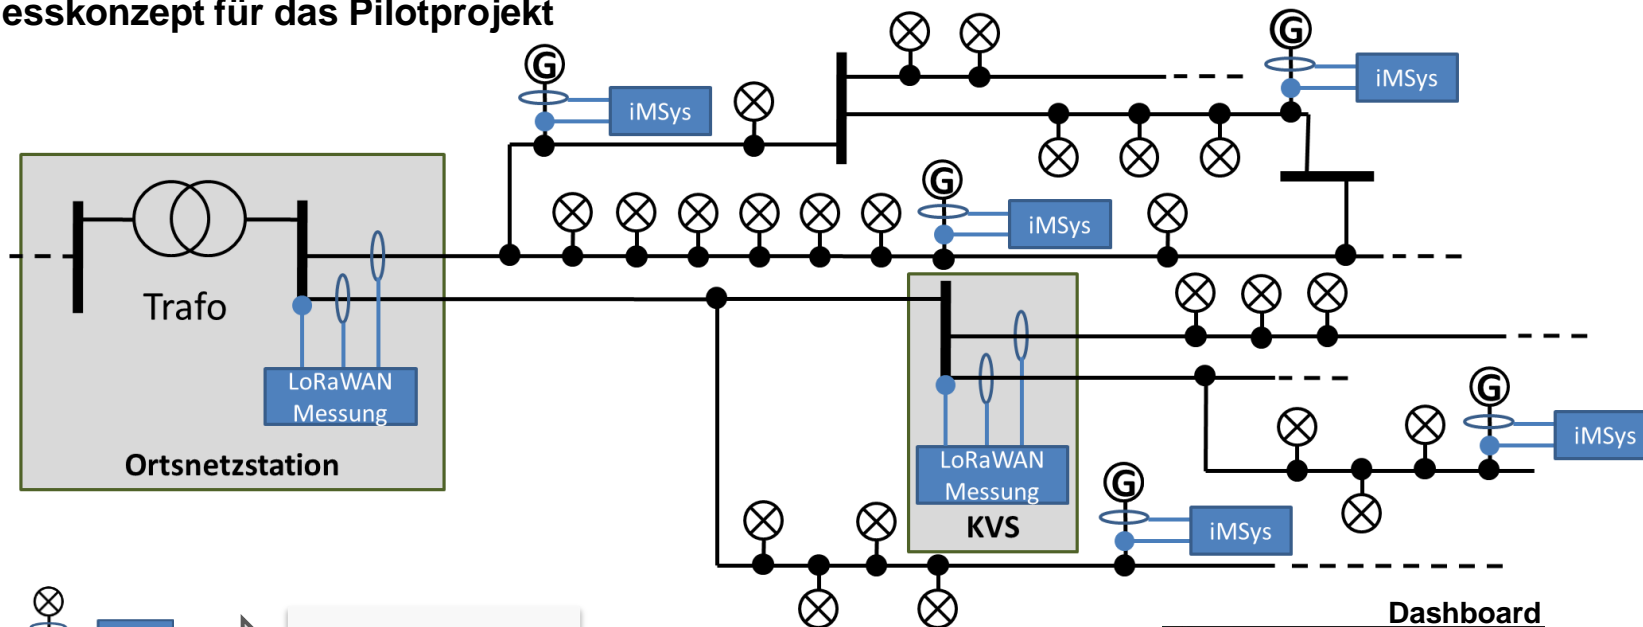 esskonzept für das Pilotprojekt
G
iMSys
G
iMSys
G
iMSys
Trafo
LoRaWAN
Messung
Ortsnetzstation
G
iMSys
LoRaWAN
Messung
KVS
G
iMSys
Dashboard